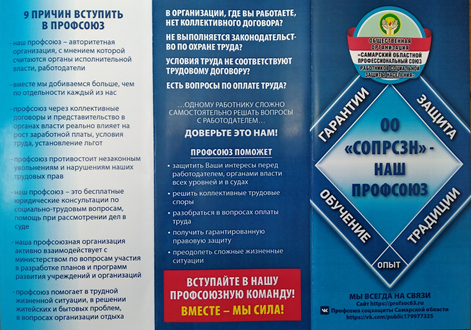 9 ПРИЧИН ВСТУПИТЬ
В ПРОФСОЮЗ
- наш профсоюз – авторитетная
организация, с мнением которой
считаются органы исполнительной
власти, работодатели
- вместе мы добиваемся больше, чем
по отдельности каждый из нас
- профсоюз через коллективные
договоры и представительство в
органах власти реально влияет на
рост заработной платы, условия
труда, установление льгот
- профсоюз противостоит незаконным
увольнениям и нарушениям наших
трудовых прав
- наш профсоюз – это бесплатные
юридические консультации по
социально-трудовым вопросам,
помощь при рассмотрении дел в
суде
- наша профсоюзная организация
активно взаимодействует с
министерством по вопросам участия
в разработке планов и программ
развития учреждений и организаций
- профсоюз помогает в трудной
жизненной ситуации, в решении
житейских и бытовых проблем,
в вопросах организации отдыха
В ОРГАНИЗАЦИИ, ГДЕ ВЫ РАБОТАЕТЕ,
НЕТ КОЛЛЕКТИВНОГО ДОГОВОРА?
НЕ ВЫПОЛНЯЕТСЯ ЗАКОНОДАТЕЛЬСТ-
ВО ПО ОХРАНЕ ТРУДА?
УСЛОВИЯ ТРУДА НЕ СООТВЕТСТВУЮТ
ТРУДОВОМУ ДОГОВОРУ?
ЕСТЬ ВОПРОСЫ ПО ОПЛАТЕ ТРУДА?
...ОДНОМУ РАБОТНИКУ СЛОЖНО
САМОСТОЯТЕЛЬНО РЕШАТЬ ВОПРОСЫ
С РАБОТОДАТЕЛЕМ...
ДОВЕРЬТЕ ЭТО НАМ!
ПРОФСОЮЗ ПОМОЖЕТ
• защитить Ваши интересы перед
работодателем, органами власти
всех уровней и в судах
• решить коллективные трудовые
споры
• разобраться в вопросах оплаты
труда
• получить гарантированную
правовую защиту
• преодолеть сложные жизненные
ситуации
ВСТУПАЙТЕ В НАШУ
ПРОФСОЮЗНУЮ КОМАНДУ!
ВМЕСТЕ – МЫ СИЛА!
ОБЩЕСТВЕННАЯ
ОРГАНИЗАЦИЯ
«САМАРСКИЙ ОБЛАСТНОЙ
ПРОФЕССИОНАЛЬНЫЙ СОЮЗ
РАБОТНИКОВ СОЦИАЛЬНОЙ
ЗАЩИТЫ НАСЕЛЕНИЯ»
ГАРАНТИИ
ЗАЩИТА
ОО
«СОПРСЗН» -
НАШ
ПРОФСОЮЗ
ОБУЧЕНИЕ
ТРАДИЦИИ
ОПЫТ
МЫ ВСЕГДА НА СВЯЗИ
Сайт https://profsoc63.ru
Профсоюз соцзащиты Самарской области